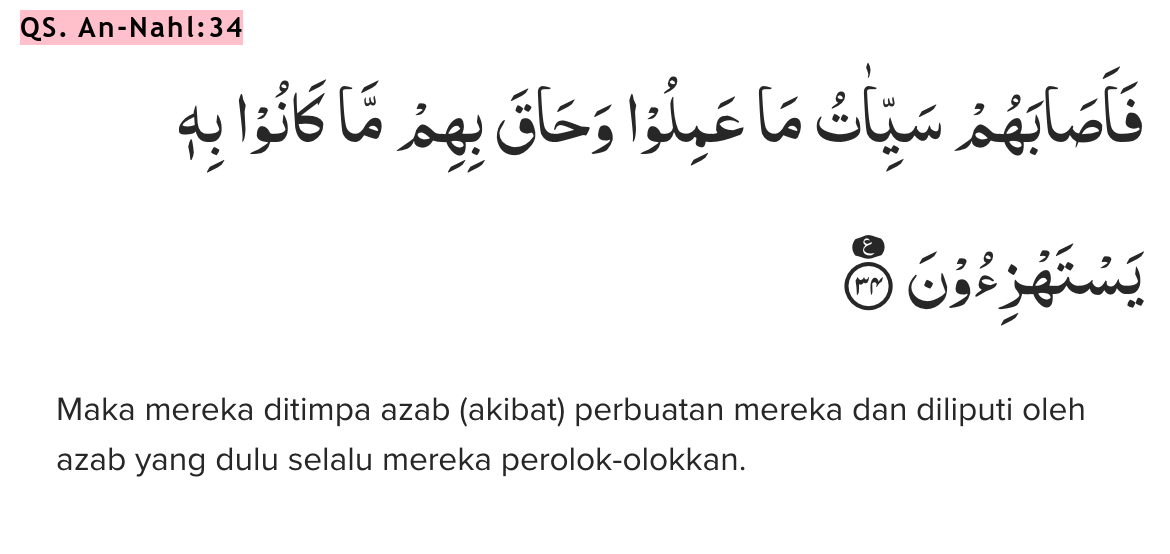 QS. An-Nahl:34
فَاَصَابَهُمْ سَيِّاٰتُ مَا عَمِلُوْا وَحَاقَ بِهِمْ مَّا كَانُوْا بِهٖ
يَسْتَهْزِءُوْنَ ࣖ ٣٤
Maka mereka ditimpa azab (akibat) perbuatan mereka dan diliputi oleh
azab yang dulu selalu mereka perolok-olokkan.